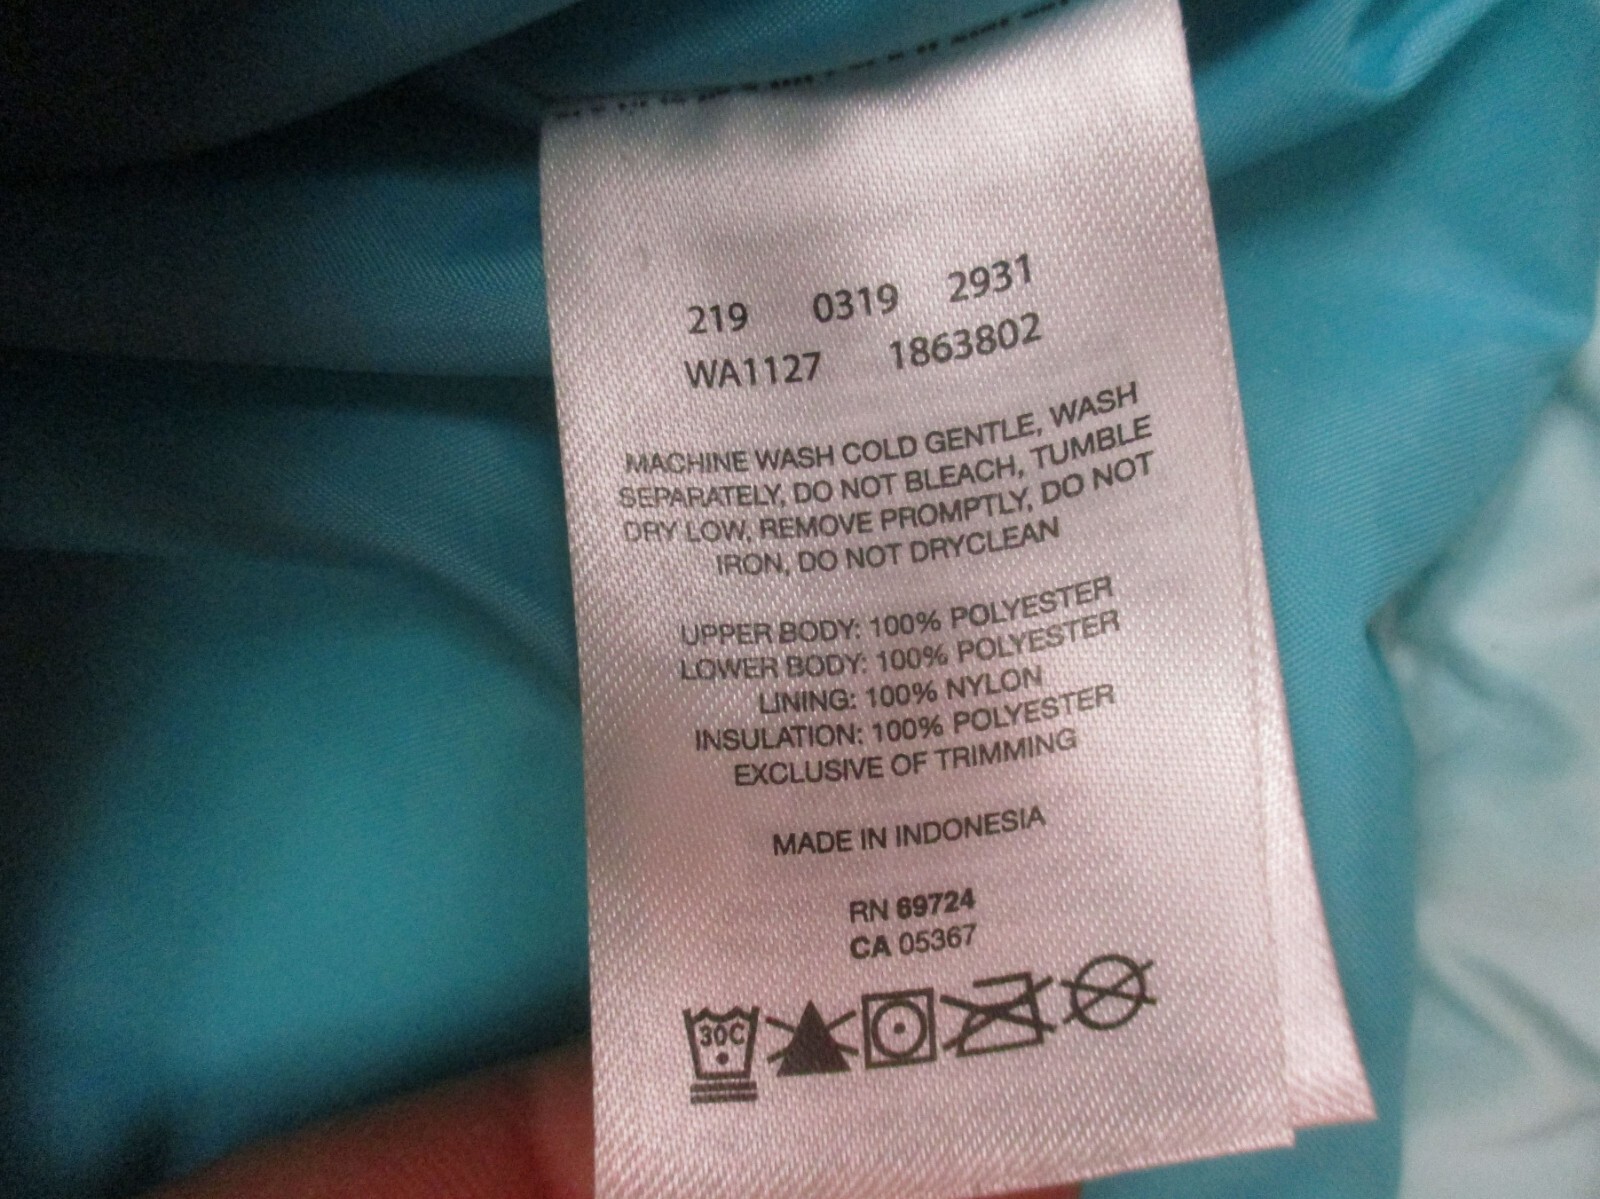 219 0319 2931
WA1127 1863802
MACHINE WASH COLD GENTLE, WASH
SEPARATELY, DO NOT BLEACH, TUMBLE
DRY LOW, REMOVE PROMPTLY, DO NOT
IRON, DO NOT DRYCLEAN
UPPER BODY: 100% POLYESTER
LOWER BODY: 100% POLYESTER
LINING: 100% NYLON
INSULATION: 100% POLYESTER
EXCLUSIVE OF TRIMMING
MADE IN INDONESIA
RN 69724
CA 05367
30C